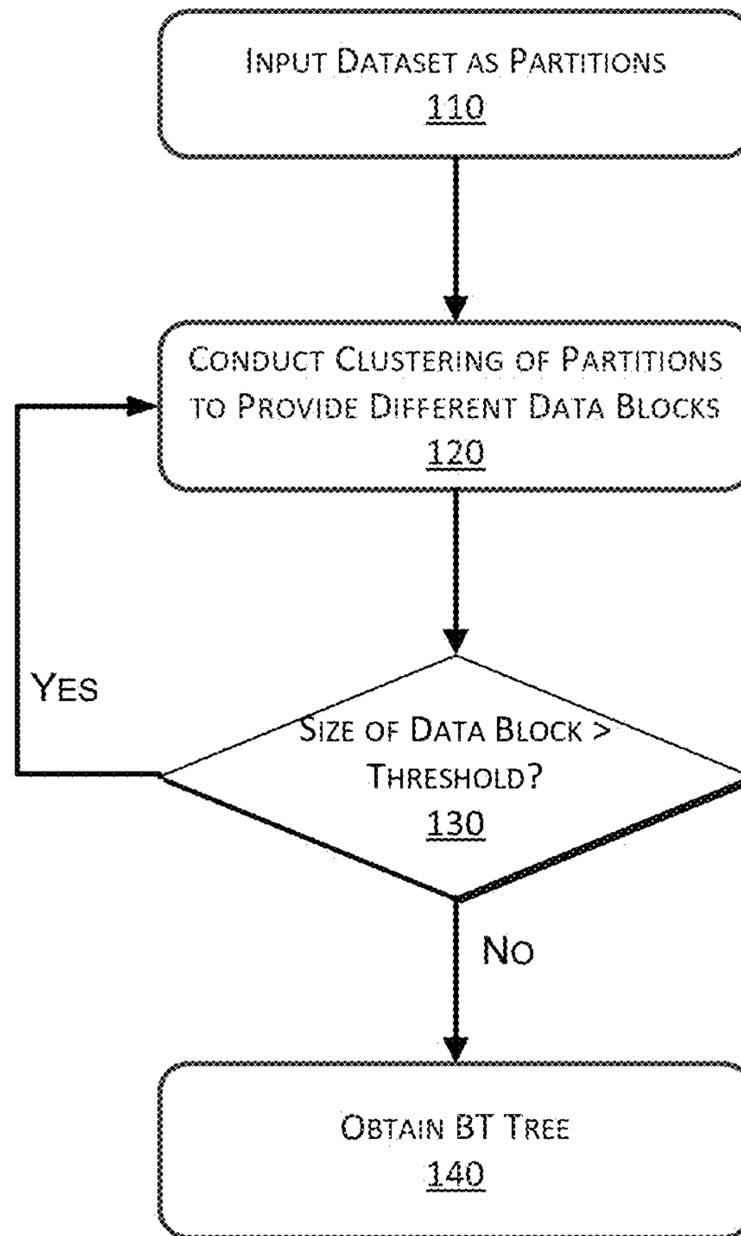 INPUT DATASET AS PARTITIONS
110
CONDUCT CLUSTERING OF PARTITIONS
TO PROVIDE DIFFERENT DATA BLOCKS
120
YES
SIZE OF DATA BLOCK >
THRESHOLD?
130
NO
OBTAIN BT TREE
140